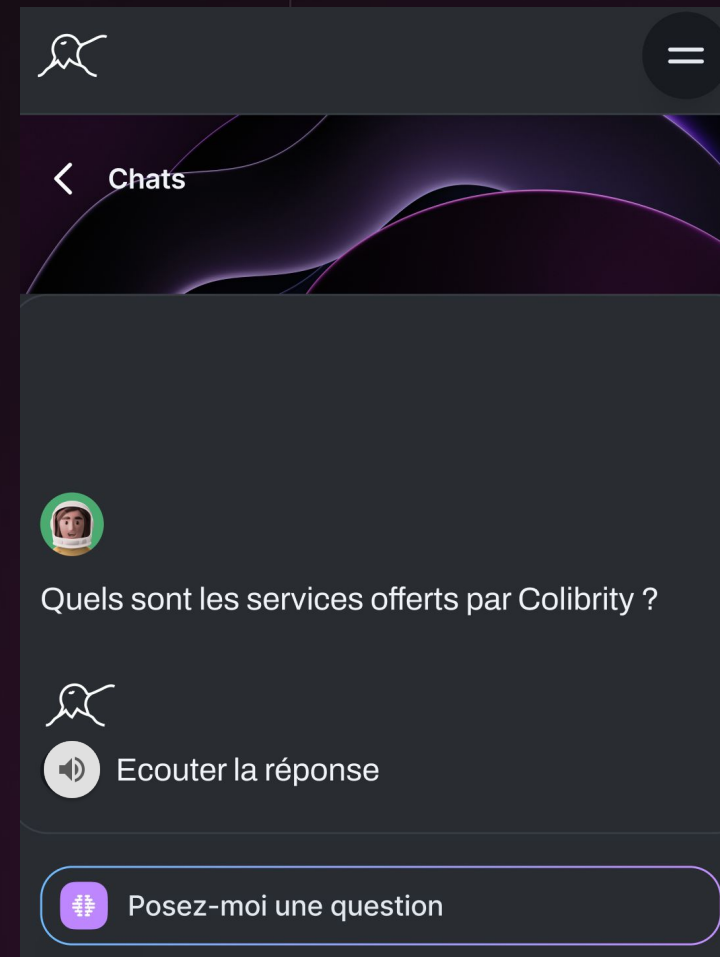 Chats
Quels sont les services offerts par Colibrity ?
Ecouter la réponse
Posez-moi une question